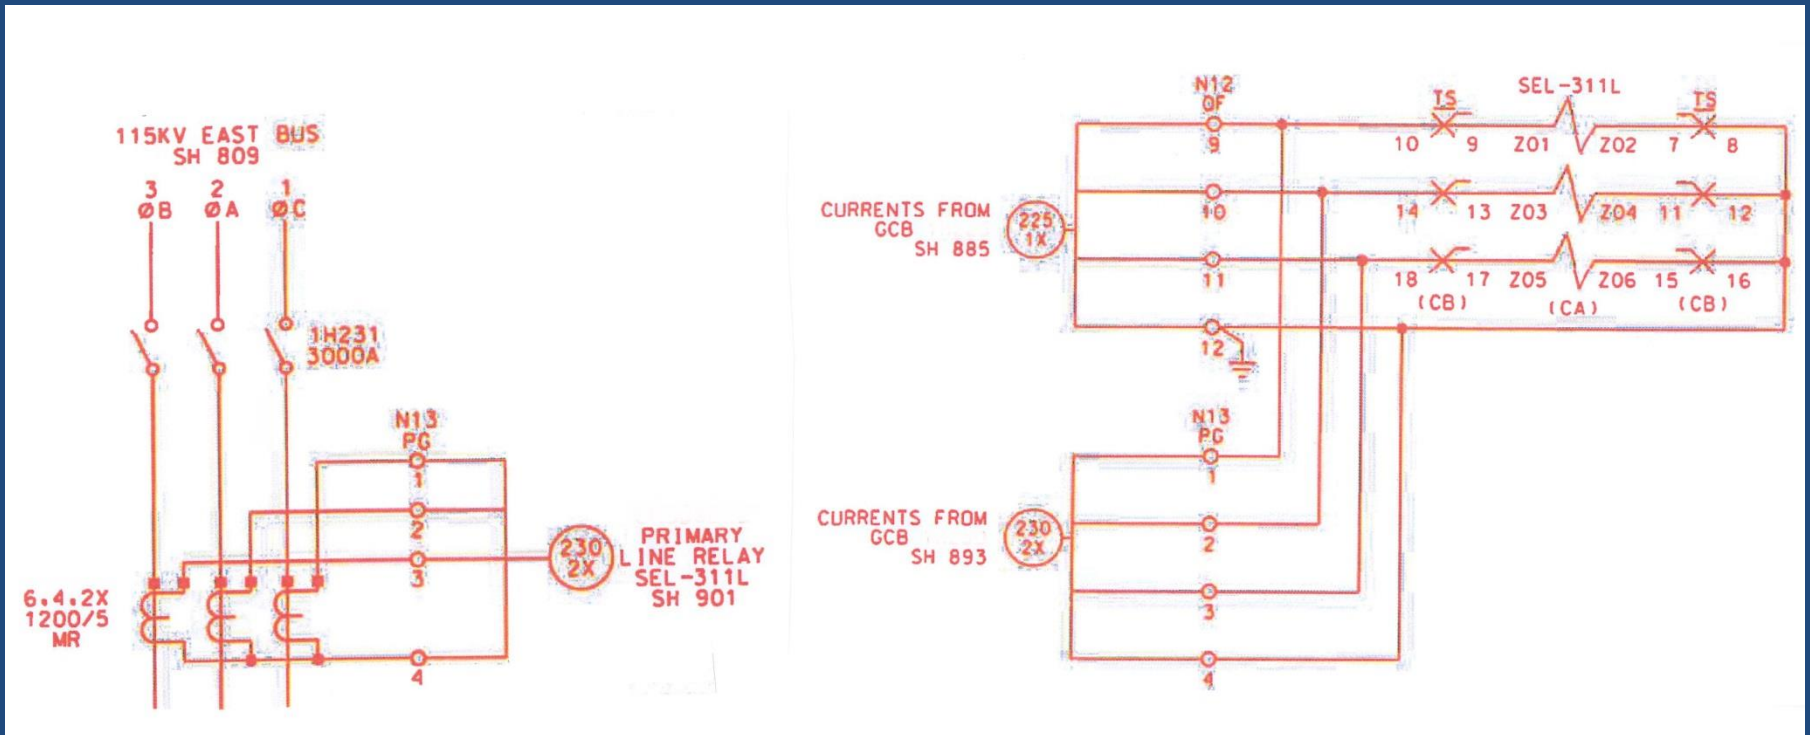 115KV EAST BUS
SH 809
3 2 1
ØB ØA ØC
1H231
3000A
N13
PG
1
2
3
4
230
2X
PRIMARY
LINE RELAY
SEL-311L
SH 901
6.4.2X
1200/5
MR
N12
OF
9
10
11
12
TS
SEL-311L
TS
10 9 Z01 Z02 7 8
14 13 Z03 Z04 11 12
18 17 Z05 Z06 15 16
(CB) (CA) (CB)
CURRENTS FROM
GCB
SH 885
225
1X
N13
PG
1
2
3
4
CURRENTS FROM
GCB
SH 893
230
2X